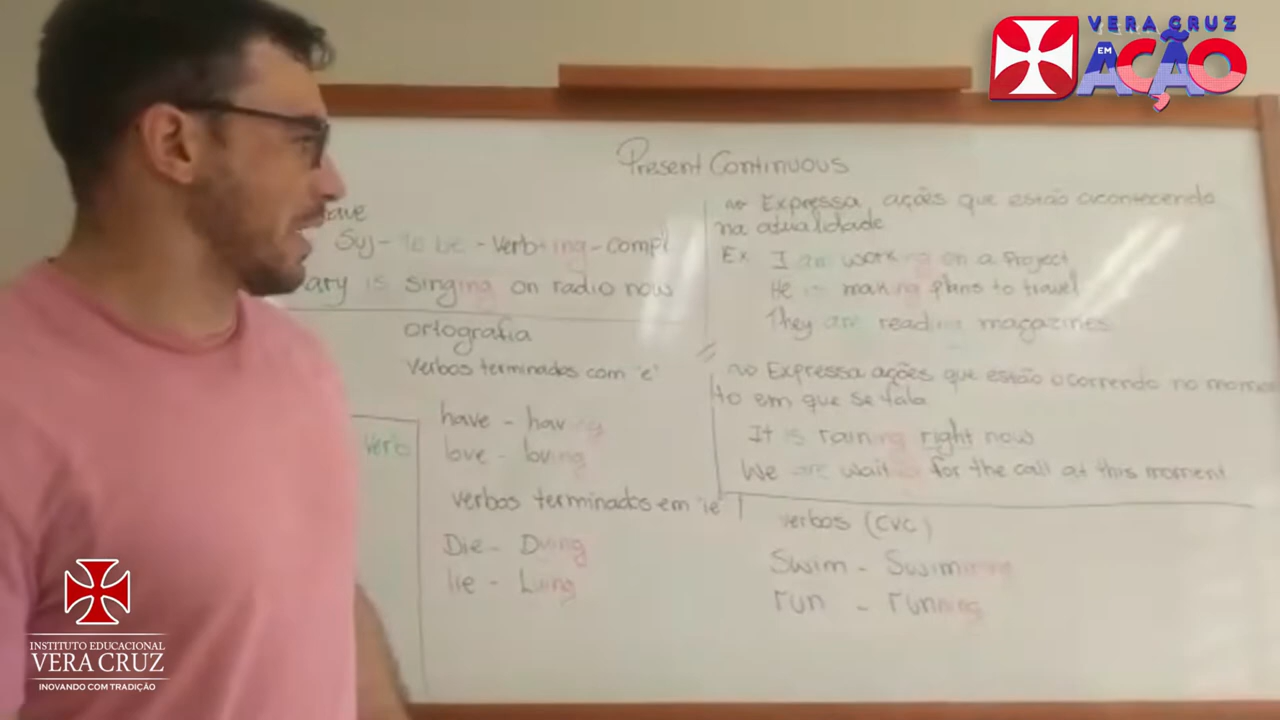 VERA CRUZ
EM
AÇÃO
Present Continuous
Suj - to be - Verb+ing - compl
ary is singing on radio now
ortografia
Verbos terminados com 'e'
have - having
love - loving
verbos terminados em 'ie'
Die - Dying
lie - Lying
Verb
Expressa ações que estão acontecendo
na atualidade
Ex I am working on a Project
He is making plans to travel
They are reading magazines
Expressa ações que estão ocorrendo no momen
to em que se fala
It is raining right now
We are waiting for the call at this moment
verbos (CVC)
Swim - Swimming
run - running
INSTITUTO EDUCACIONAL
VERA CRUZ
INOVANDO COM TRADIÇÃO